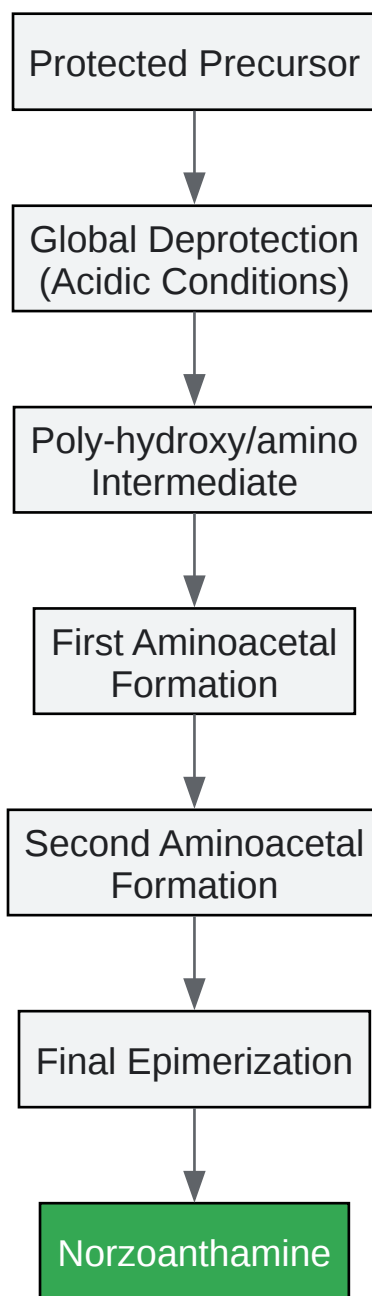 Protected Precursor
Global Deprotection
(Acidic Conditions)
Poly-hydroxy/amino
Intermediate
First Aminoacetal
Formation
Second Aminoacetal
Formation
Final Epimerization
Norzoanthamine